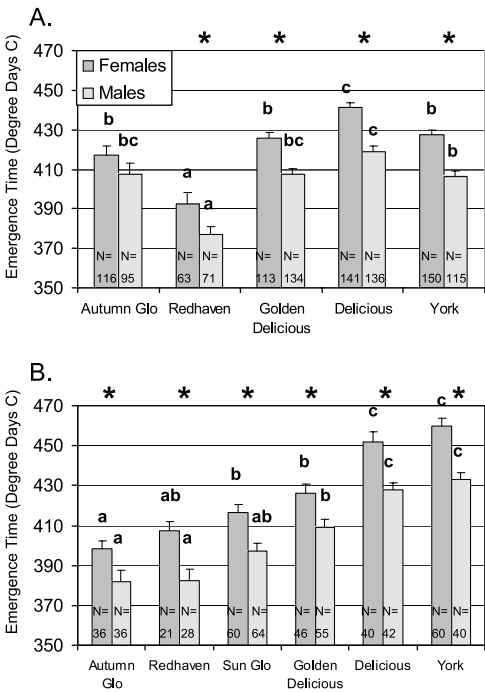 A.
* * * *
Emergence Time (Degree Days C)
470
450
430
410
390
370
350
Females
Males
b bc a a b bc c c b b
N= N= N= N= N= N= N= N= N= N=
116 95 63 71 113 134 141 136 150 115
Autumn Glo Redhaven Golden Delicious York
Delicious
B.
* * * * * *
Emergence Time (Degree Days C)
470
450
430
410
390
370
350
a a ab a b ab b b c c c c
N= N= N= N= N= N= N= N= N= N= N= N=
36 36 21 28 60 64 46 55 40 42 60 40
Autumn Redhaven Sun Glo Golden Delicious York
Glo Delicious